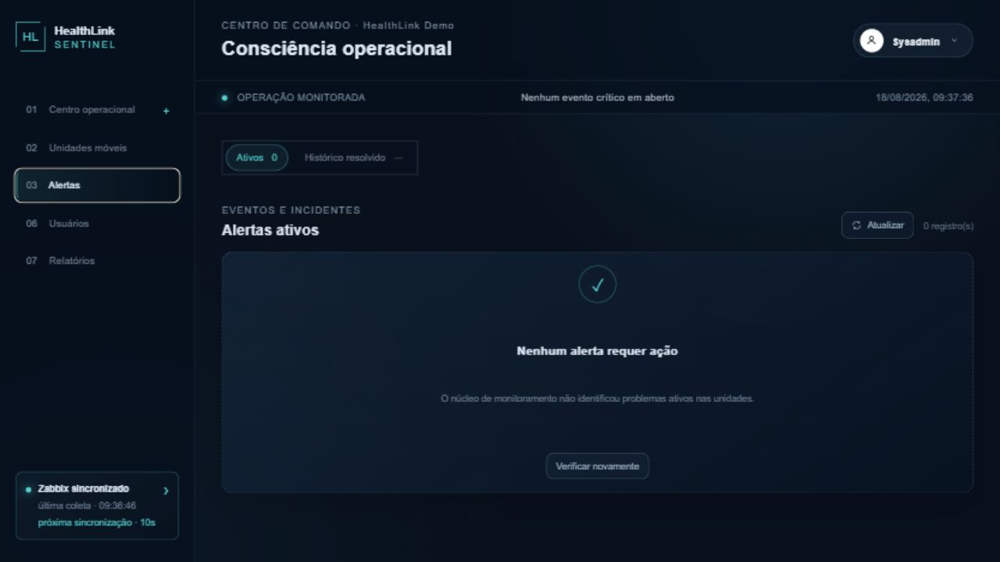 HL
HealthLink
SENTINEL
01 Centro operacional +
02 Unidades móveis
03 Alertas
06 Usuários
07 Relatórios
Zabbix sincronizado
última coleta · 09:36:46
próxima sincronização · 10s
CENTRO DE COMANDO · HealthLink Demo
Consciência operacional
Sysadmin
OPERAÇÃO MONITORADA
Nenhum evento crítico em aberto
18/08/2026, 09:37:36
Ativos 0
Histórico resolvido —
EVENTOS E INCIDENTES
Alertas ativos
Atualizar
0 registro(s)
Nenhum alerta requer ação
O núcleo de monitoramento não identificou problemas ativos nas unidades.
Verificar novamente